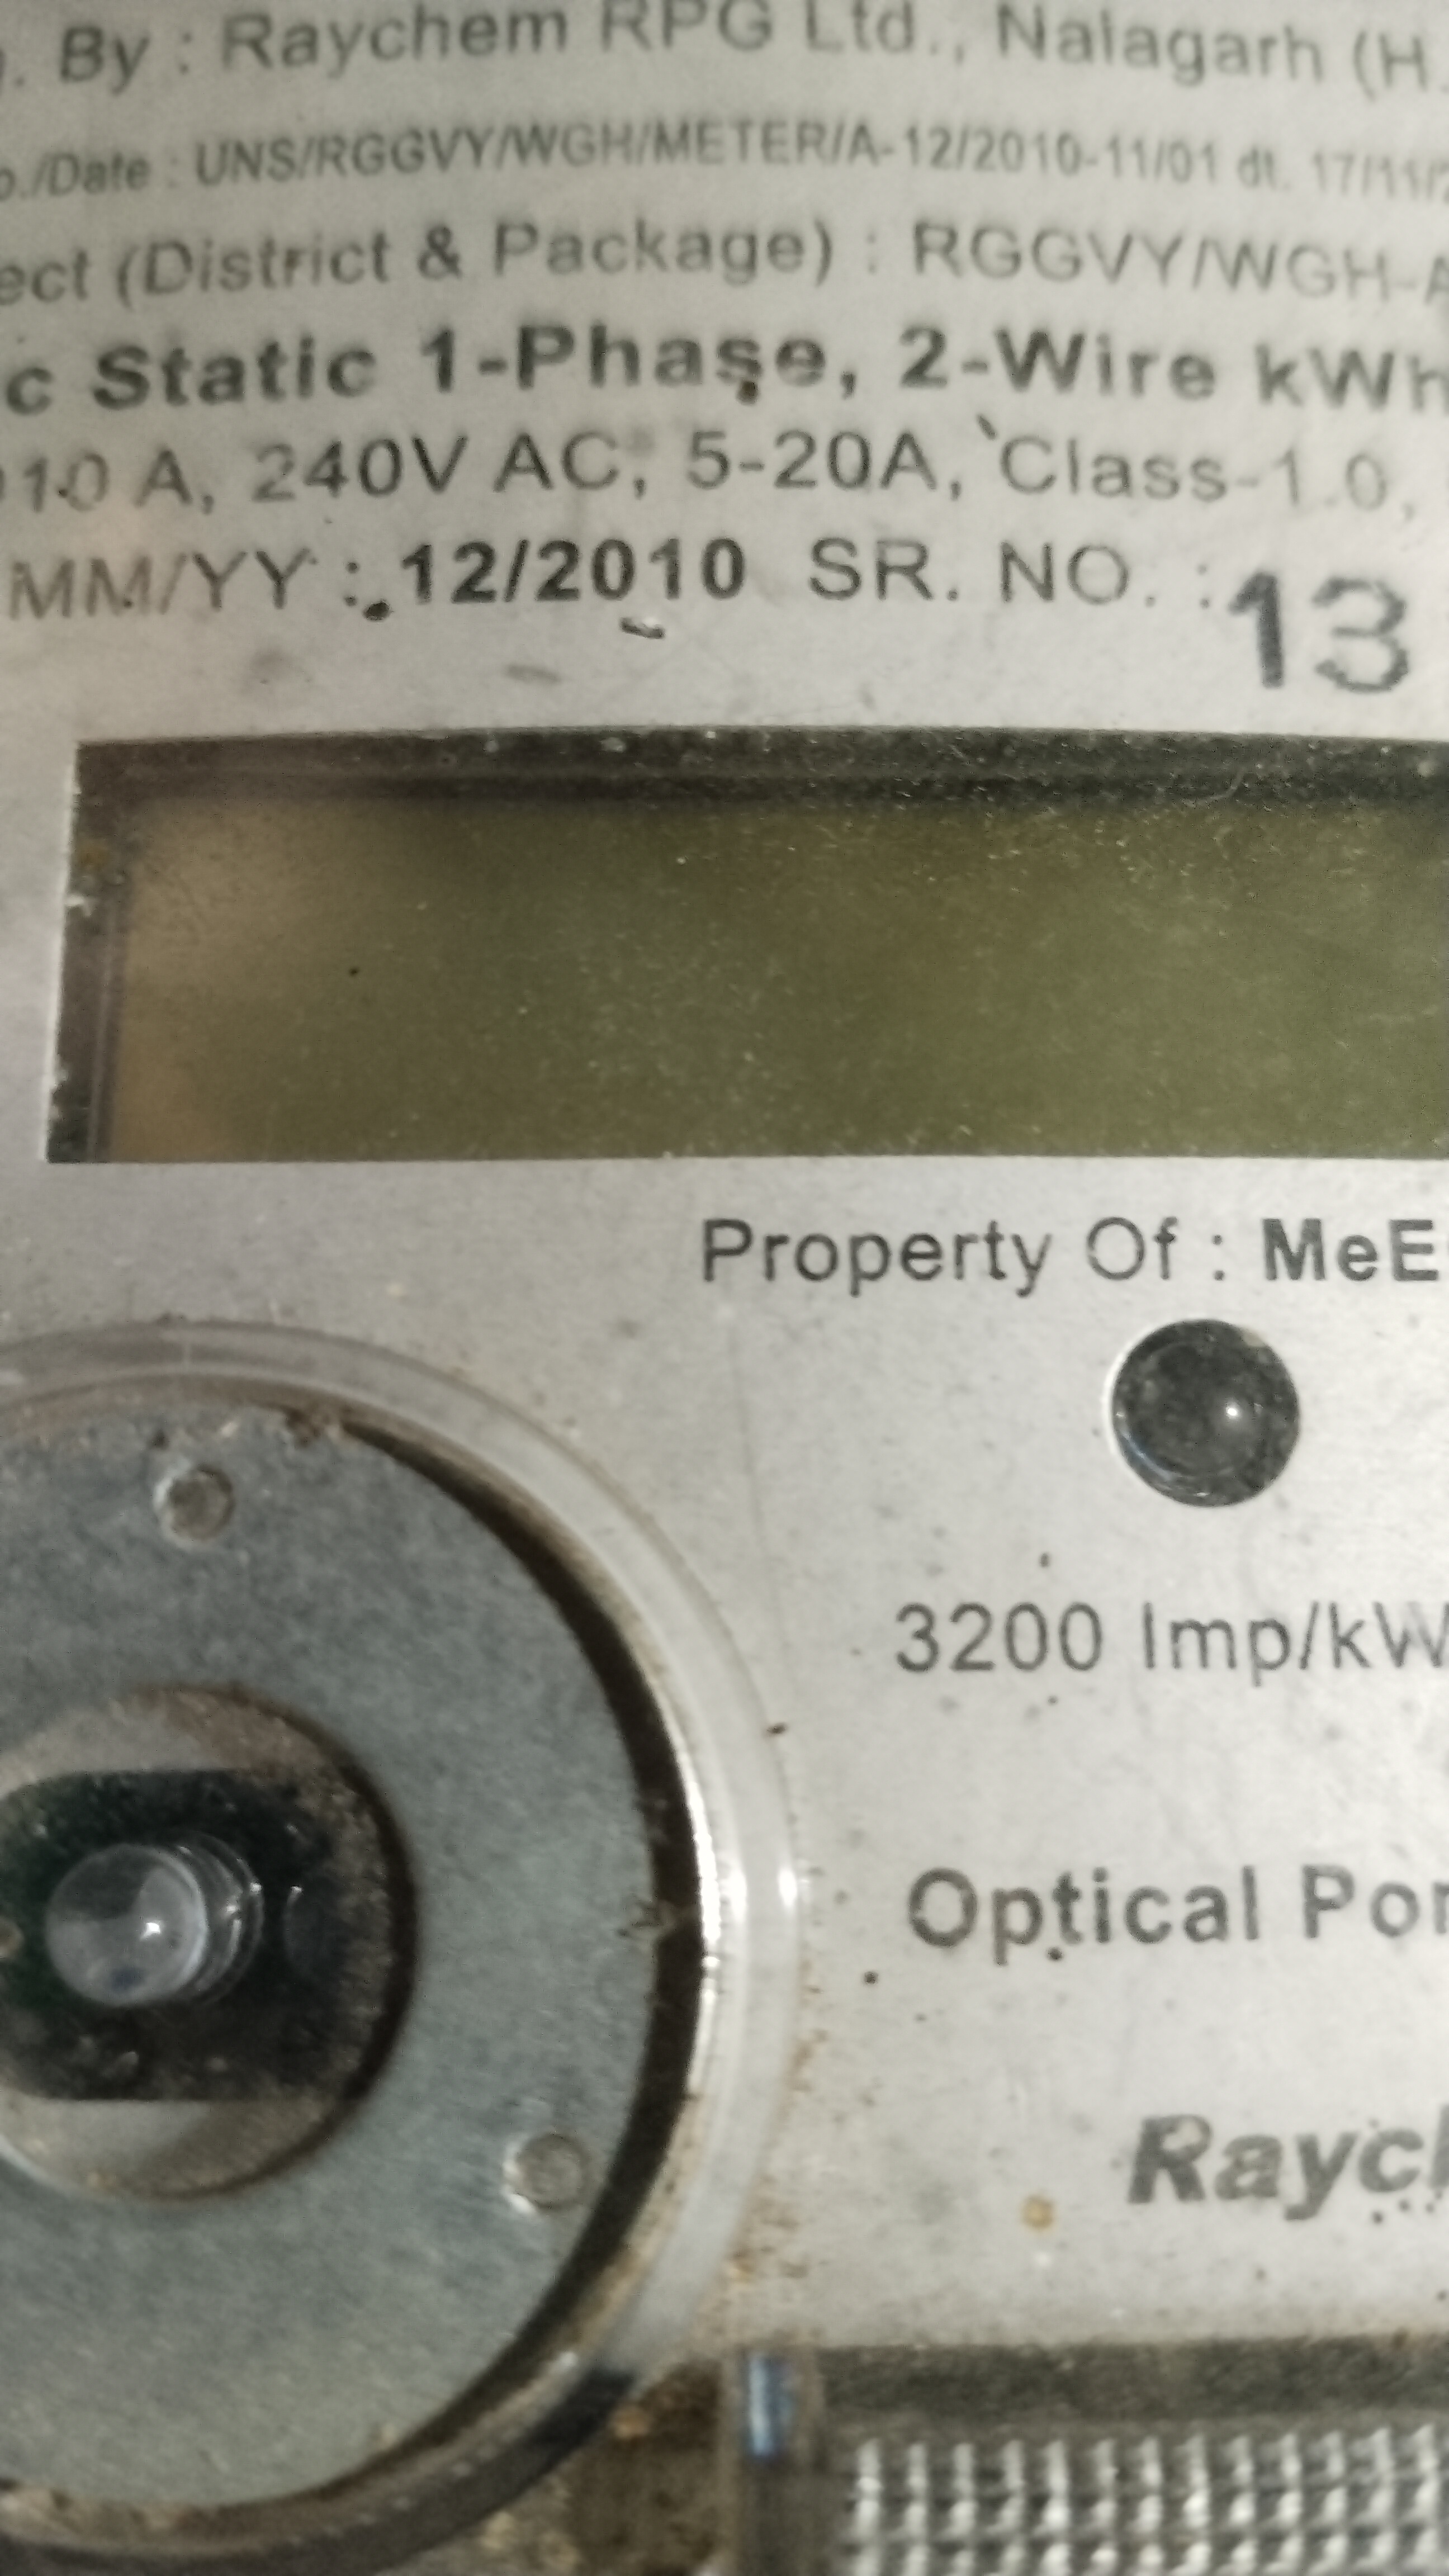 . By : Raychem RPG Ltd., Nalagarh (H.
o./Date : UNS/RGGVY/WGH/METER/A-12/2010-11/01 dt. 17/11/
ect (District & Package) : RGGVY/WGH-A
c Static 1-Phase, 2-Wire kWh
10 A, 240V AC, 5-20A, Class-1.0,
MM/YY : 12/2010 SR. NO. : 13
Property Of : MeE
3200 Imp/kW
Optical Por
Raych